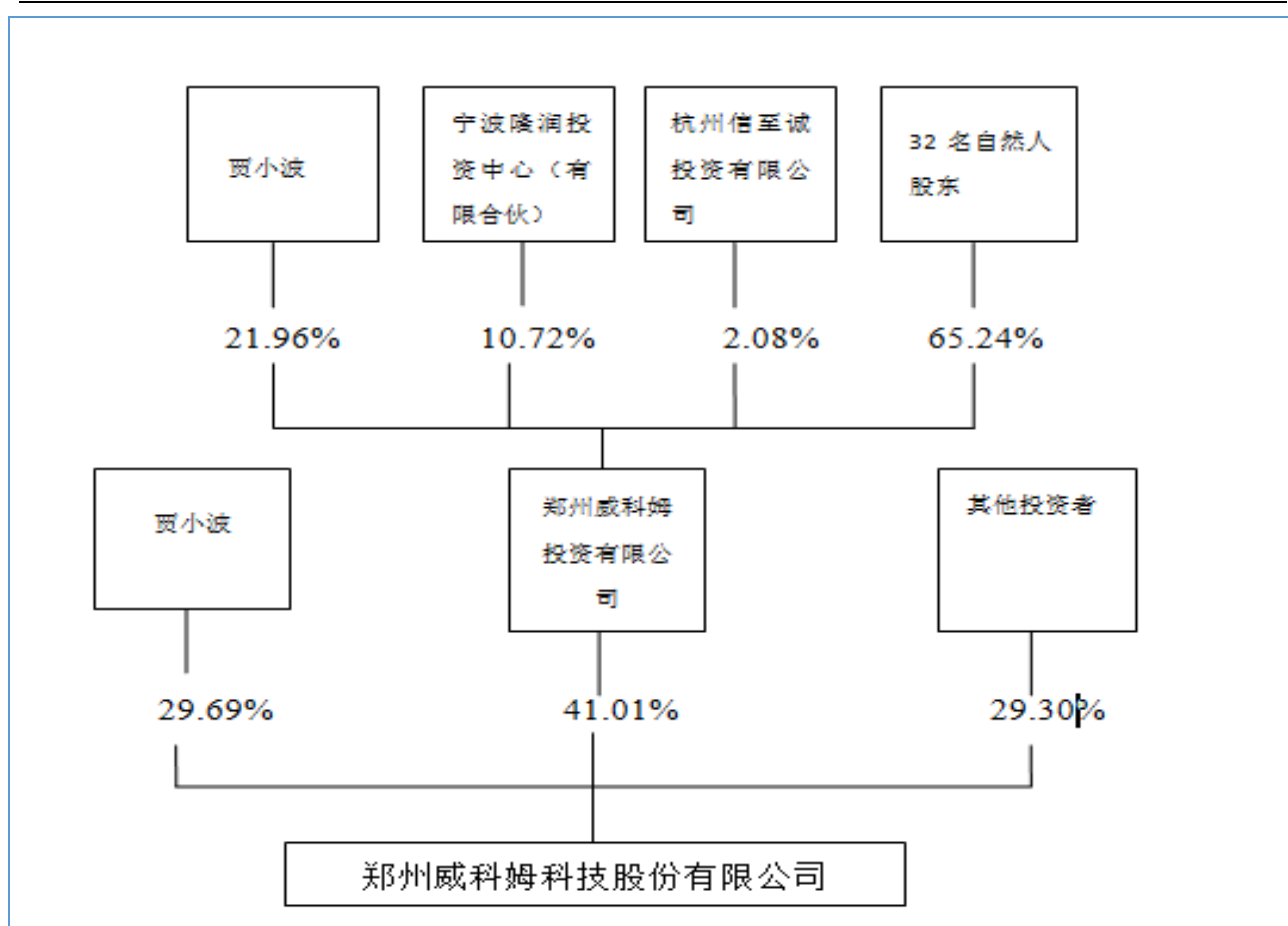 贾小波
宁波隆润投
资中心（有
限合伙）
杭州信至诚
投资有限公
司
32 名自然人
股东
21.96%
10.72%
2.08%
65.24%
贾小波
郑州威科姆
投资有限公
司
其他投资者
29.69%
41.01%
29.30%
郑州威科姆科技股份有限公司